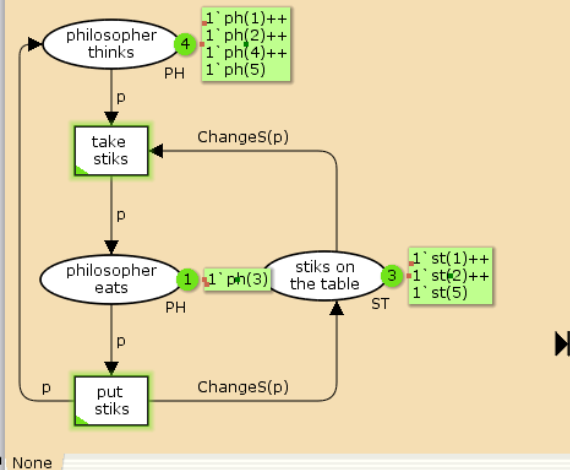 philosopher
thinks
4
1`ph(1)++
1`ph(2)++
1`ph(4)++
1`ph(5)
PH
p
take
stiks
ChangeS(p)
p
philosopher
eats
1
1`ph(3)
PH
stiks on
the table
3
1`st(1)++
1`st(2)++
1`st(5)
ST
p
p
put
stiks
ChangeS(p)
None